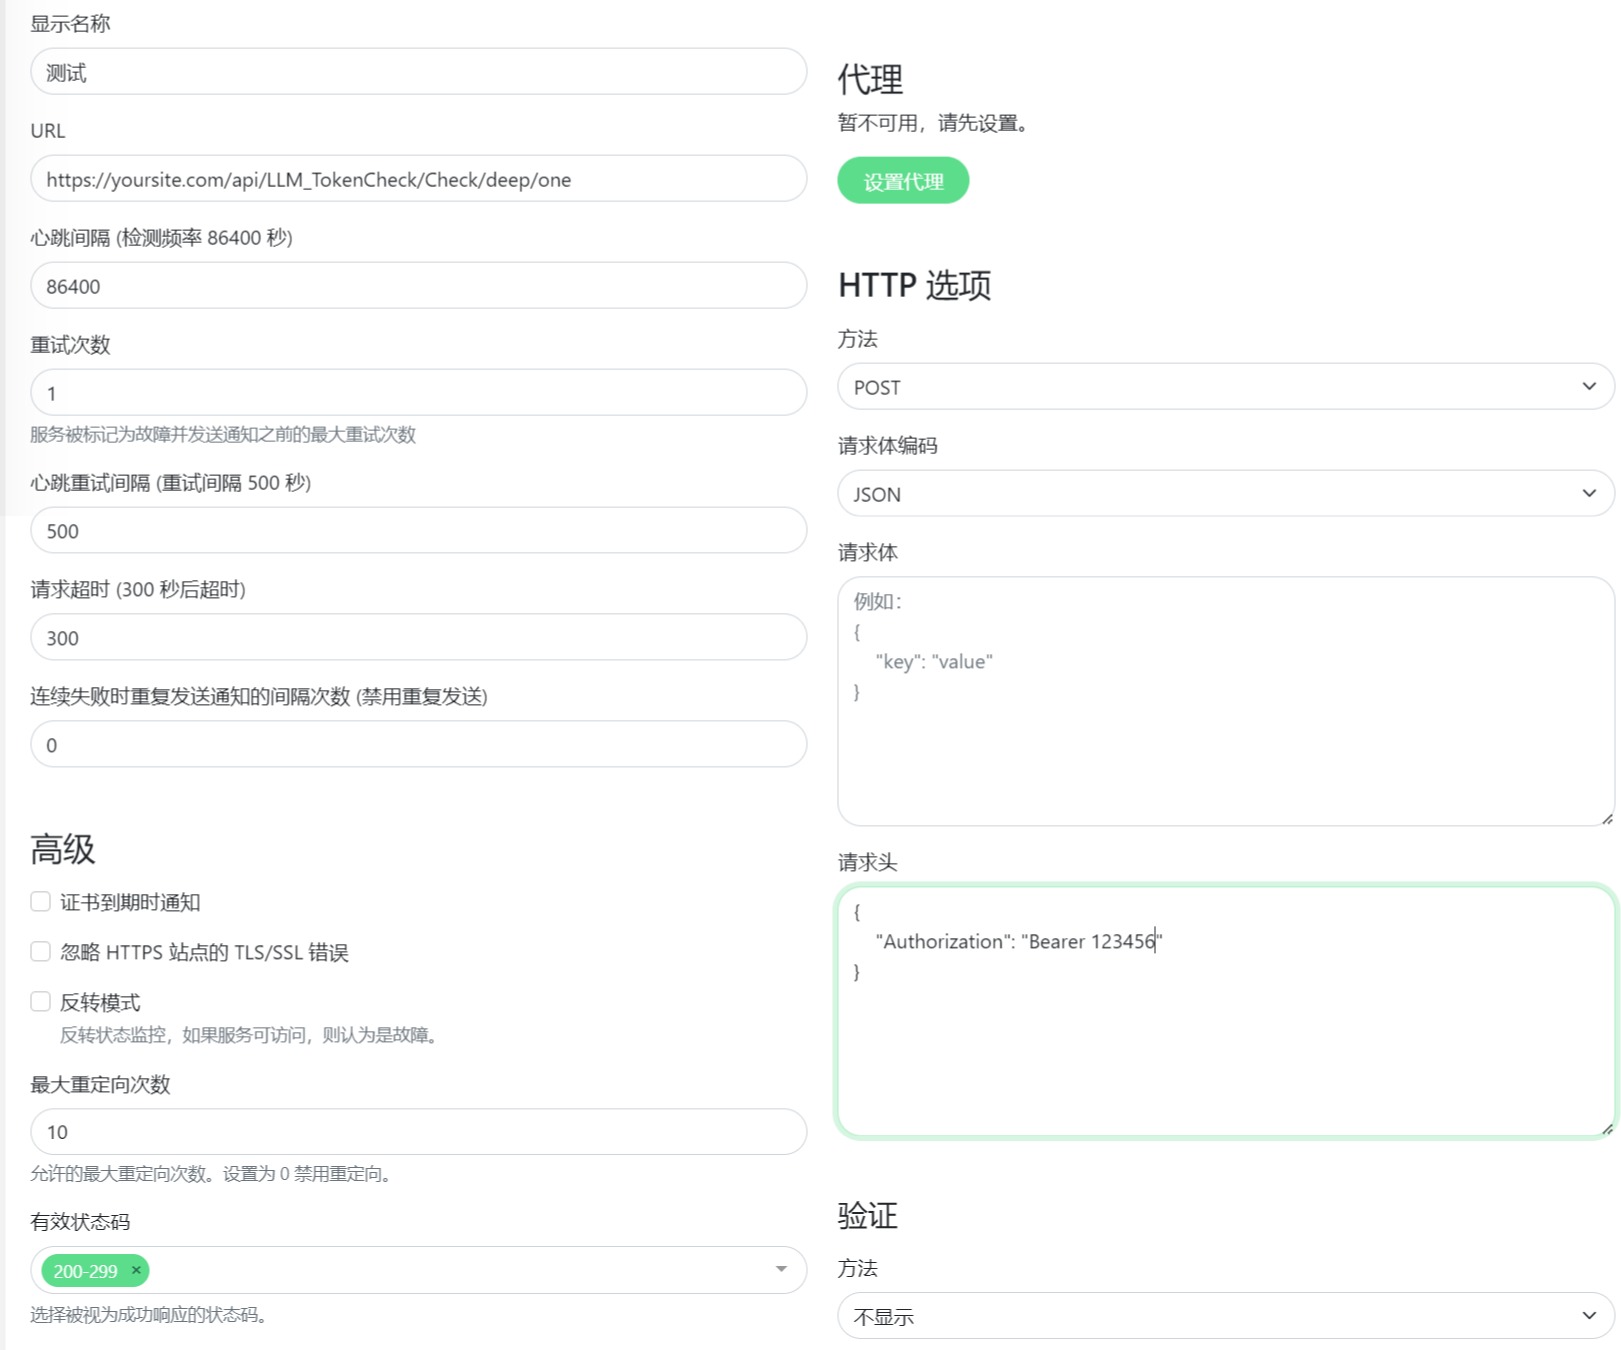 显示名称
测试
URL
https://yoursite.com/api/LLM_TokenCheck/Check/deep/one
心跳间隔 (检测频率 86400 秒)
86400
重试次数
1
服务被标记为故障并发送通知之前的最大重试次数
心跳重试间隔 (重试间隔 500 秒)
500
请求超时 (300 秒后超时)
300
连续失败时重复发送通知的间隔次数 (禁用重复发送)
0
高级
证书到期时通知
忽略 HTTPS 站点的 TLS/SSL 错误
反转模式
反转状态监控，如果服务可访问，则认为是故障。
最大重定向次数
10
允许的最大重定向次数。设置为 0 禁用重定向。
有效状态码
200-299 ×
选择被视为成功响应的状态码。
代理
暂不可用，请先设置。
设置代理
HTTP 选项
方法
POST
请求体编码
JSON
请求体
例如：
{
"key": "value"
}
请求头
{
"Authorization": "Bearer 123456"
}
验证
方法
不显示